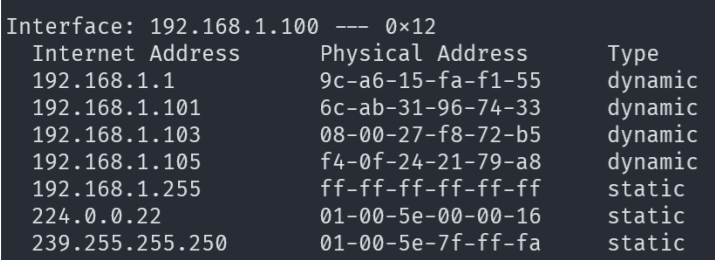 Interface: 192.168.1.100 --- 0x12
Internet Address Physical Address Type
192.168.1.1 9c-a6-15-fa-f1-55 dynamic
192.168.1.101 6c-ab-31-96-74-33 dynamic
192.168.1.103 08-00-27-f8-72-b5 dynamic
192.168.1.105 f4-0f-24-21-79-a8 dynamic
192.168.1.255 ff-ff-ff-ff-ff-ff static
224.0.0.22 01-00-5e-00-00-16 static
239.255.255.250 01-00-5e-7f-ff-fa static